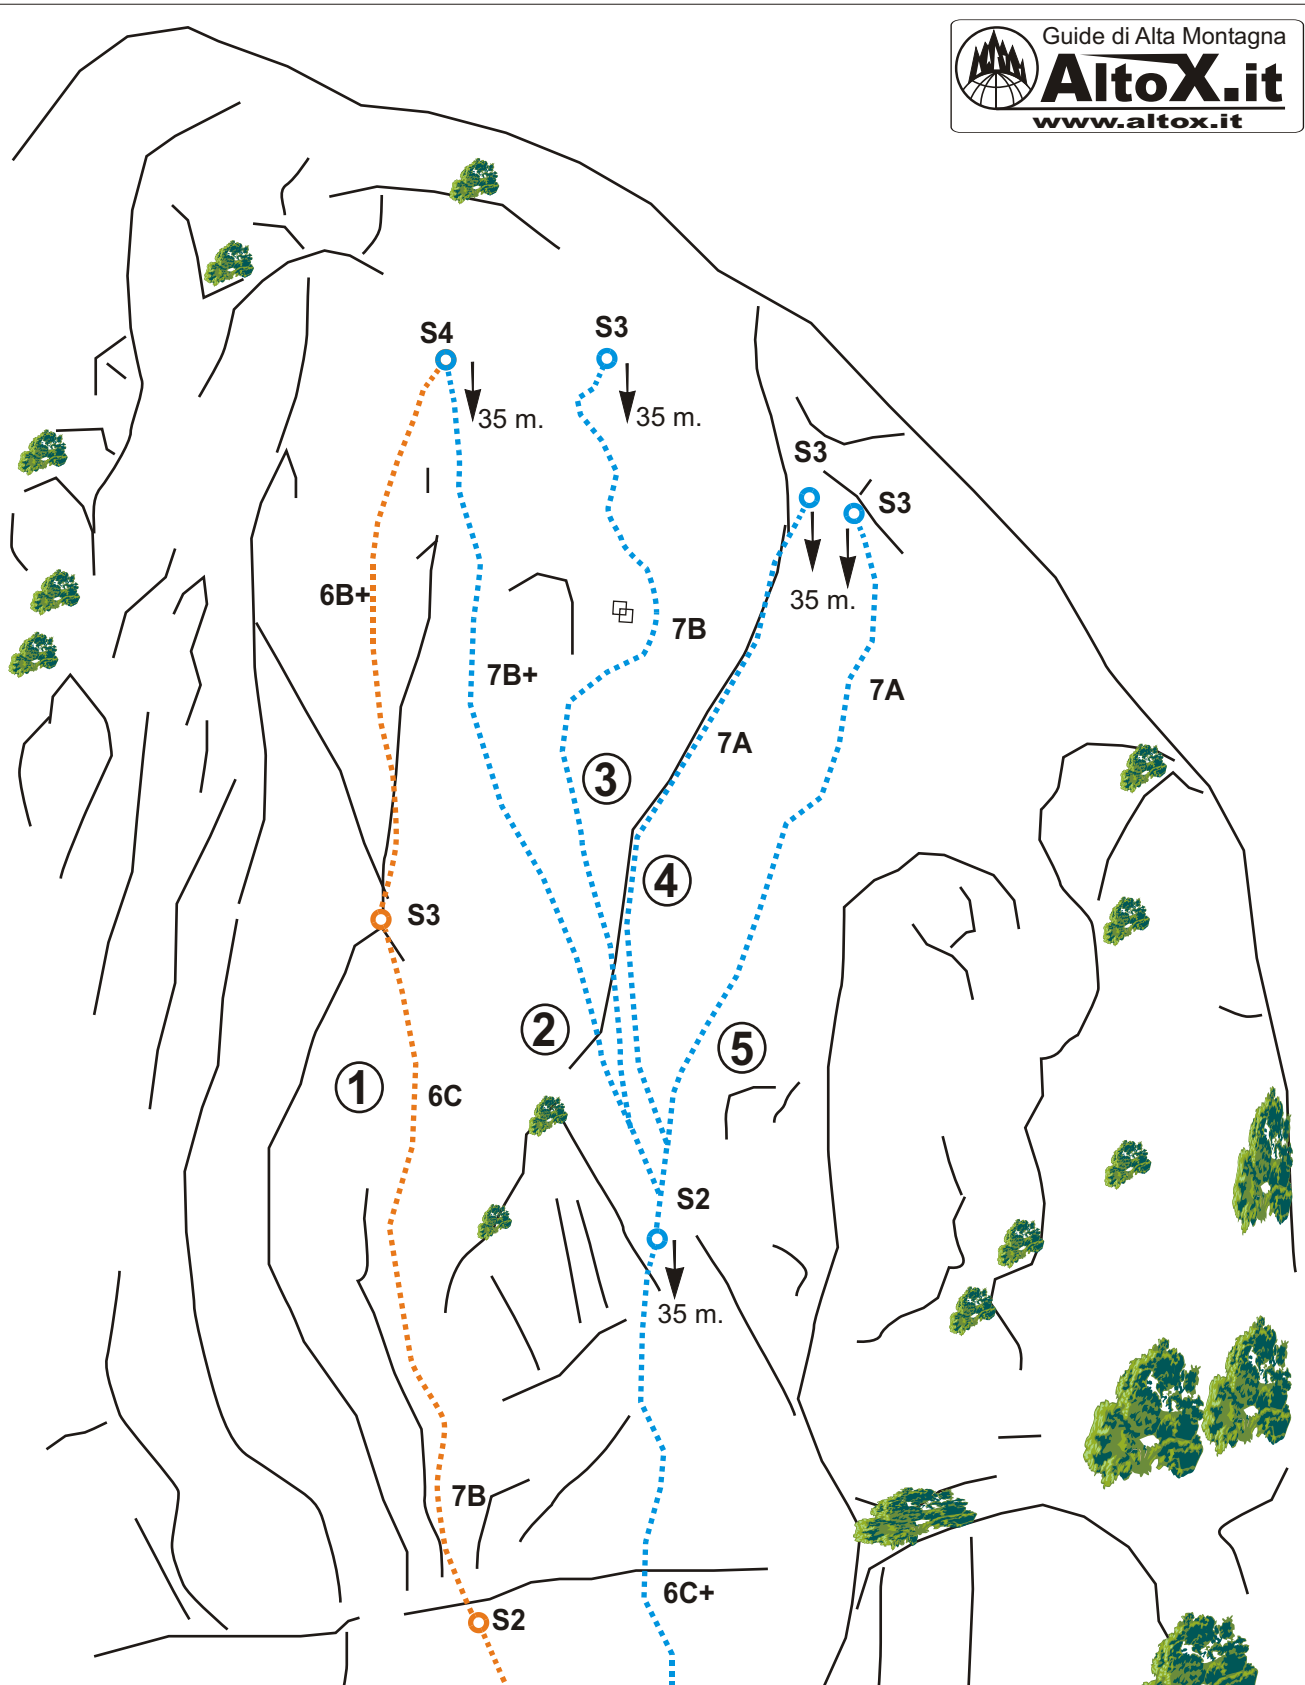 Guide di Alta Montagna
AltoX.it
www.altox.it
S4
S3
35 m.
35 m.
S3
S3
35 m.
6B+
7B
7B+
7A
7A
3
4
S3
2
5
1
6C
S2
35 m.
7B
6C+
S2